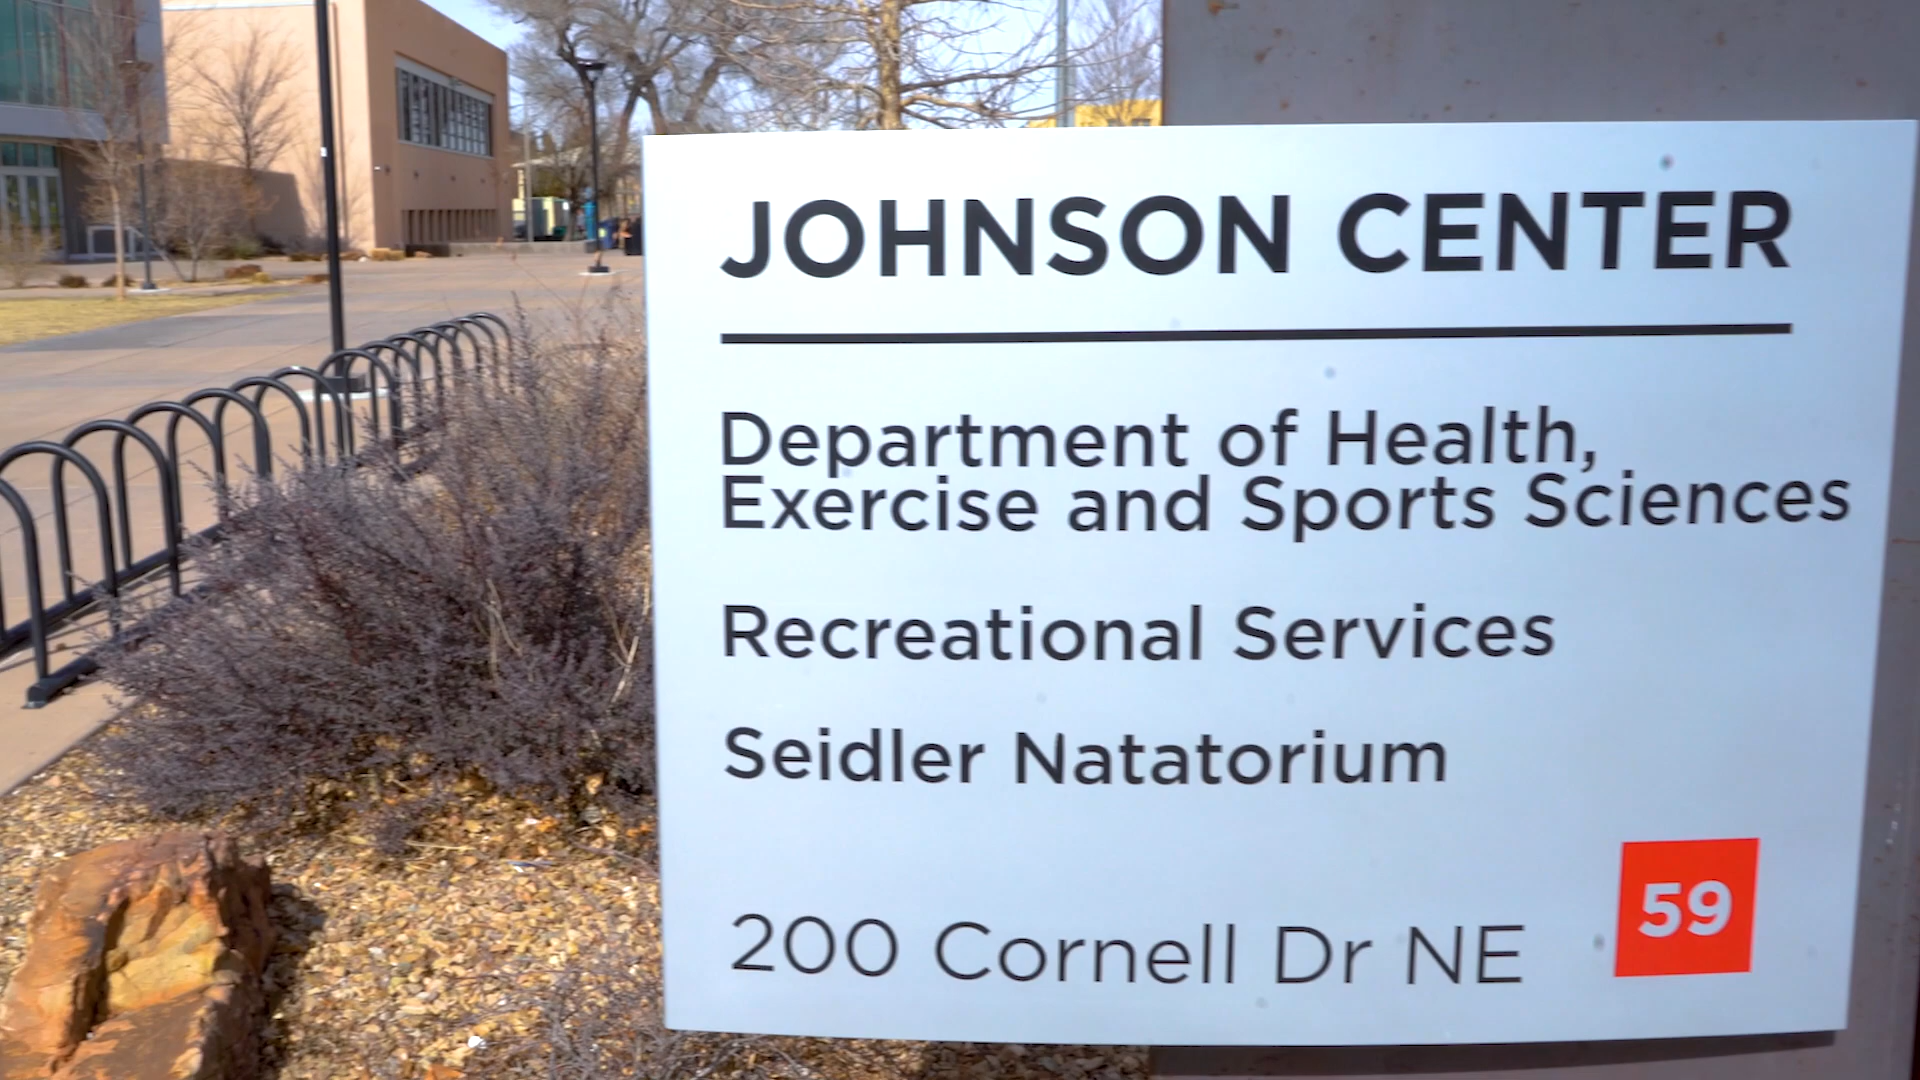 JOHNSON CENTER
Department of Health,
Exercise and Sports Sciences
Recreational Services
Seidler Natatorium
200 Cornell Dr NE
59